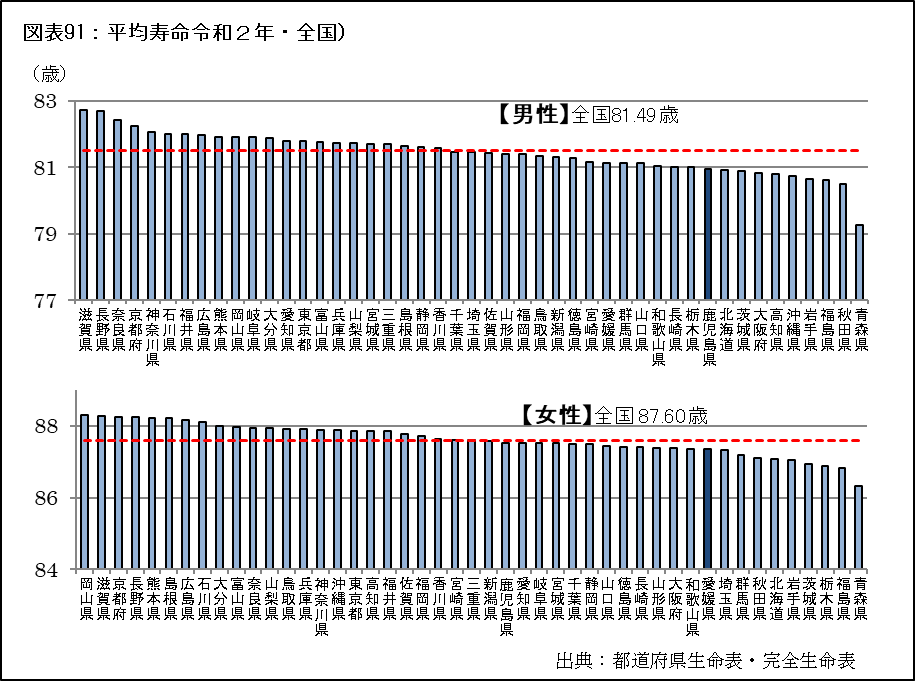 図表91：平均寿命令和２年・全国)
（歳）
83
【男性】全国81.49歳
81
79
77
滋賀県 長野県 奈良県 京都府 神奈川県 石川県 福井県 広島県 熊本県 岡山県 岐阜県 大分県 愛知県 東京都 富山県 兵庫県 山梨県 宮城県 三重県 島根県 静岡県 香川県 千葉県 埼玉県 佐賀県 山形県 福岡県 鳥取県 新潟県 徳島県 宮崎県 愛媛県 群馬県 山口県 和歌山県 長崎県 栃木県 鹿児島県 北海道 茨城県 大阪府 高知県 沖縄県 岩手県 福島県 秋田県 青森県
【女性】全国87.60歳
88
86
84
岡山県 滋賀県 京都府 長野県 熊本県 島根県 広島県 石川県 大分県 富山県 奈良県 山梨県 鳥取県 兵庫県 神奈川県 沖縄県 東京都 高知県 福井県 佐賀県 福岡県 香川県 宮崎県 三重県 新潟県 鹿児島県 岐阜県 宮城県 千葉県 静岡県 山口県 徳島県 長崎県 山形県 大阪府 和歌山県 愛媛県 埼玉県 群馬県 秋田県 北海道 岩手県 茨城県 栃木県 福島県 青森県
出典：都道府県生命表・完全生命表